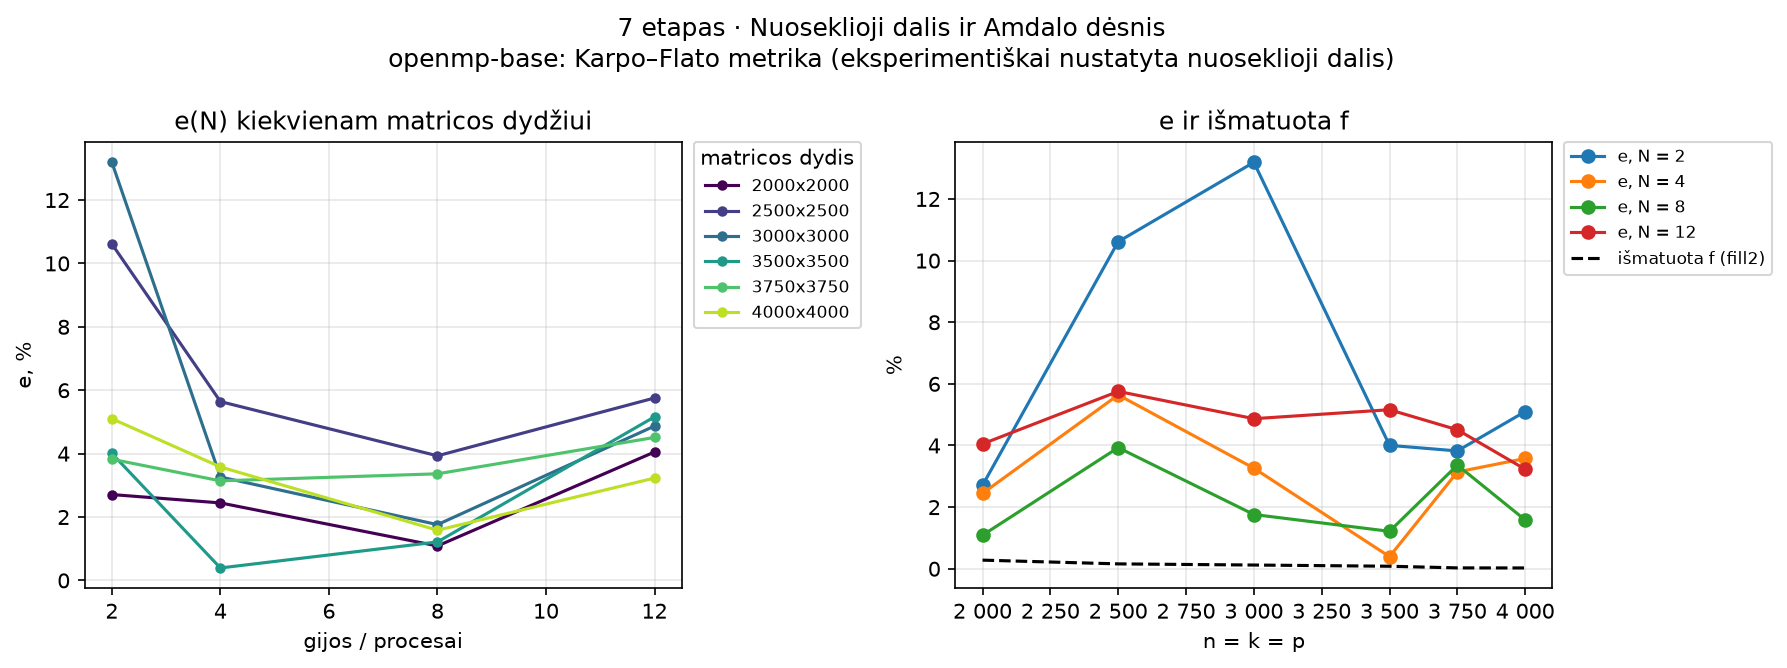 7 etapas · Nuoseklioji dalis ir Amdalo dėsnis
openmp-base: Karpo–Flato metrika (eksperimentiškai nustatyta nuoseklioji dalis)
e(N) kiekvienam matricos dydžiui
e, %
12
10
8
6
4
2
0
2
4
6
8
10
12
gijos / procesai
matricos dydis
2000x2000
2500x2500
3000x3000
3500x3500
3750x3750
4000x4000
e ir išmatuota f
%
12
10
8
6
4
2
0
2 000
2 250
2 500
2 750
3 000
3 250
3 500
3 750
4 000
n = k = p
e, N = 2
e, N = 4
e, N = 8
e, N = 12
išmatuota f (fill2)